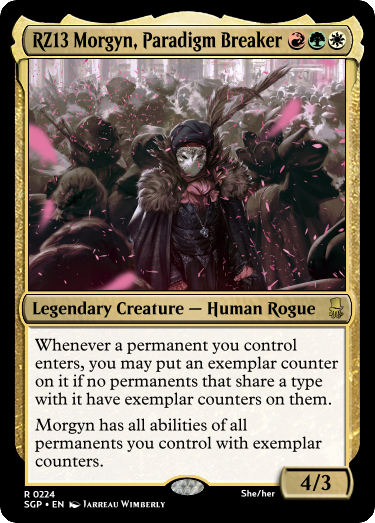 RZ13 Morgyn, Paradigm Breaker
Legendary Creature — Human Rogue
Whenever a permanent you control
enters, you may put an exemplar counter
on it if no permanents that share a type
with it have exemplar counters on them.
Morgyn has all abilities of all
permanents you control with exemplar
counters.
4/3
R 0224
She/her
SGP • EN Jarreau Wimberly